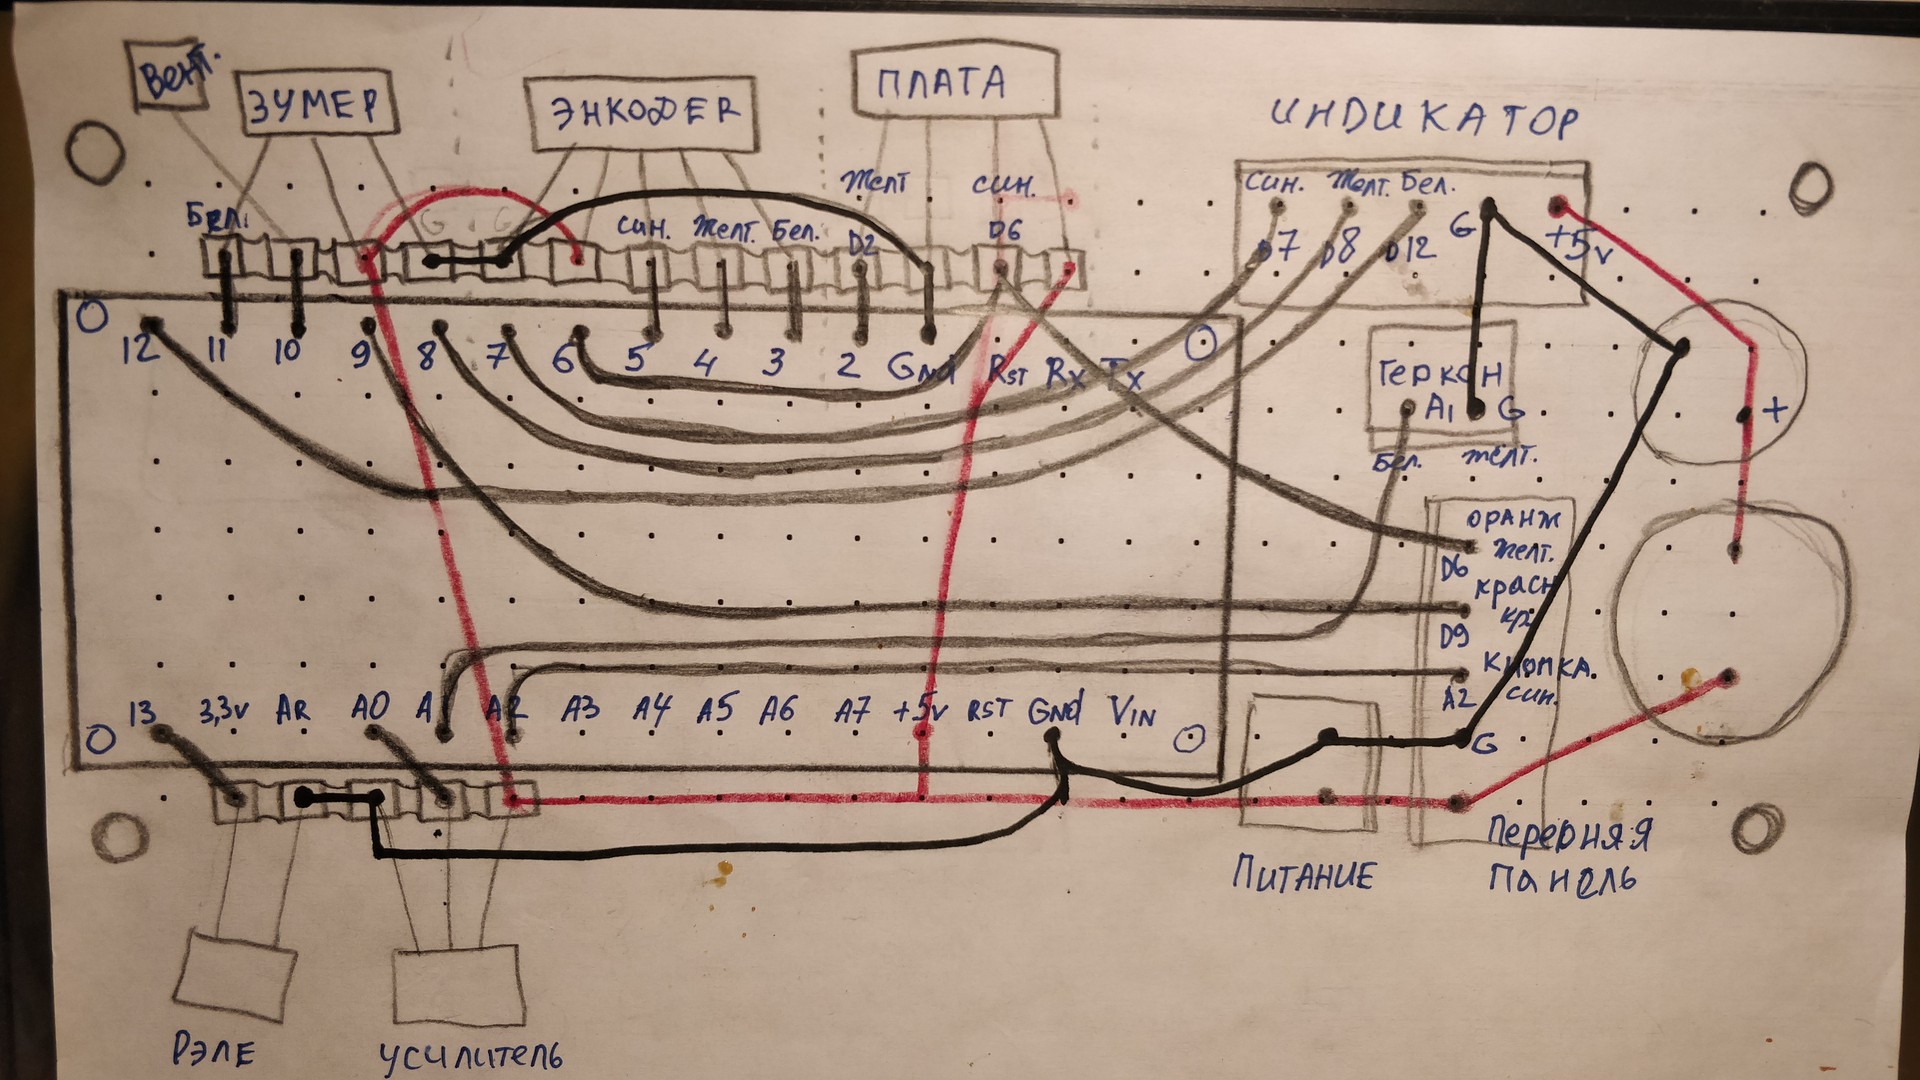 Вент.
ЗУМЕР
ЭНКОДЕR
ПЛАТА
ИНДИКАТОР
Желт
син.
син. Желт. Бел.
Бел.
G
G
син. Желт. Бел. D2
D6
D7 D8 D12
G
+5v
12 11 10 9 8 7 6 5 4 3 2 Gnd Rst Rx Tx
Геркон
A1 G
+
Бел. желт.
оранж
Желт.
D6
красн
кр
D9
Кнопка.
A2 син.
G
13 3,3v AR A0 A A2 A3 A4 A5 A6 A7 +5v RST Gnd VIN
Перерняя
Панель
Питание
Рэле
усилитель